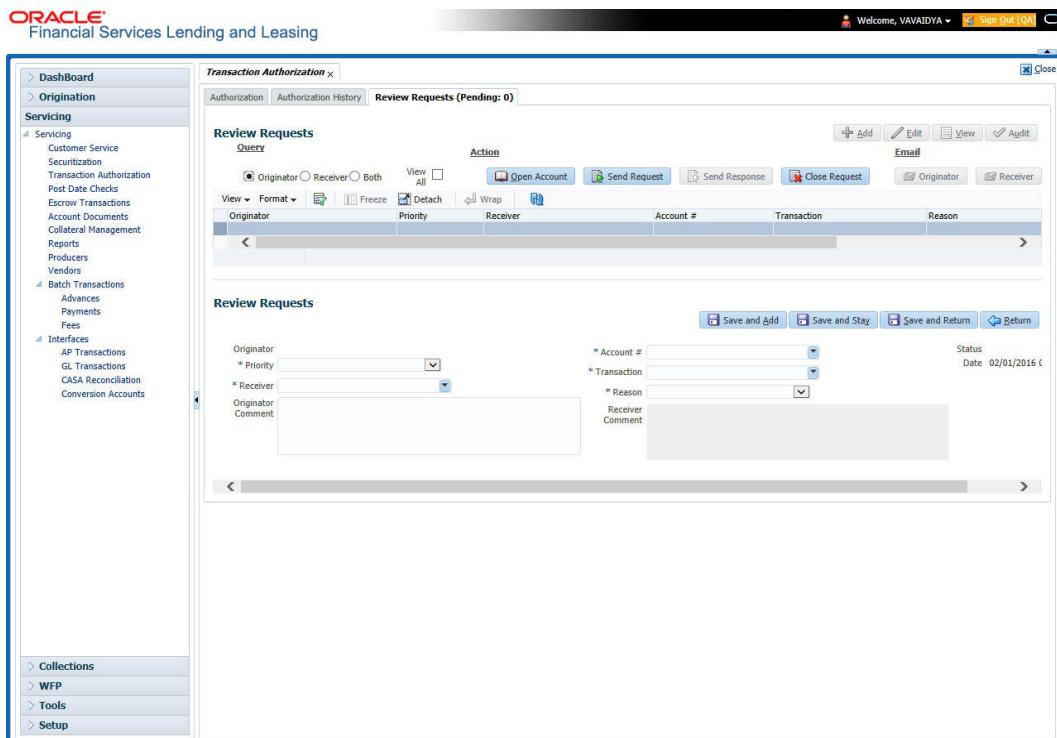 ORACLE
Financial Services Lending and Leasing
Welcome, VAVAIDYA
Sign Out [QA]
DashBoard
Origination
Servicing
Servicing
Customer Service
Securitization
Transaction Authorization
Post Date Checks
Escrow Transactions
Account Documents
Collateral Management
Reports
Producers
Vendors
Batch Transactions
Advances
Payments
Fees
Interfaces
AP Transactions
GL Transactions
CASA Reconciliation
Conversion Accounts
Collections
WFP
Tools
Setup
Transaction Authorization x
Close
Authorization Authorization History Review Requests (Pending: 0)
Review Requests
Add Edit View Audit
Query Action Email
Originator Receiver Both View All
Open Account Send Request Send Response Close Request Originator Receiver
View Format Freeze Detach Wrap
Originator Priority Receiver Account # Transaction Reason
Review Requests
Save and Add Save and Stay Save and Return Return
Originator
* Priority
* Receiver
Originator Comment
* Account #
* Transaction
* Reason
Receiver Comment
Status
Date 02/01/2016